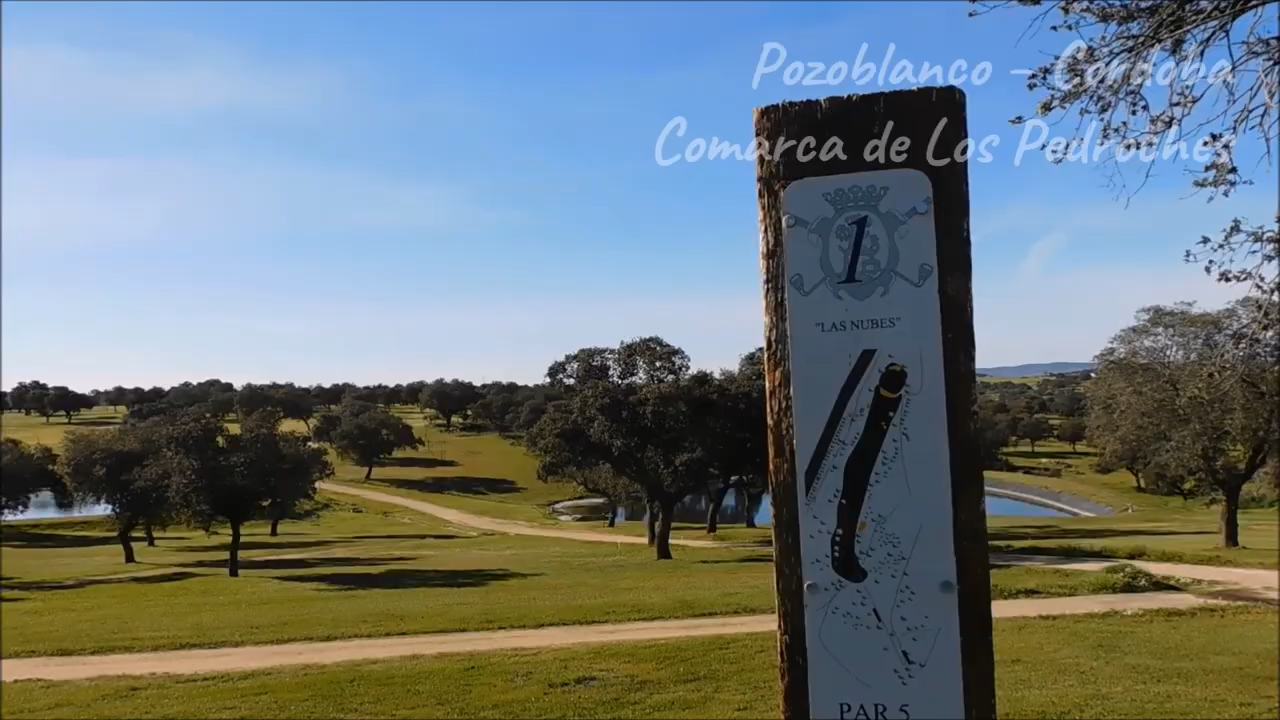 Pozoblanco - Córdoba
Comarca de Los Pedroches
1
"LAS NUBES"
PAR 5